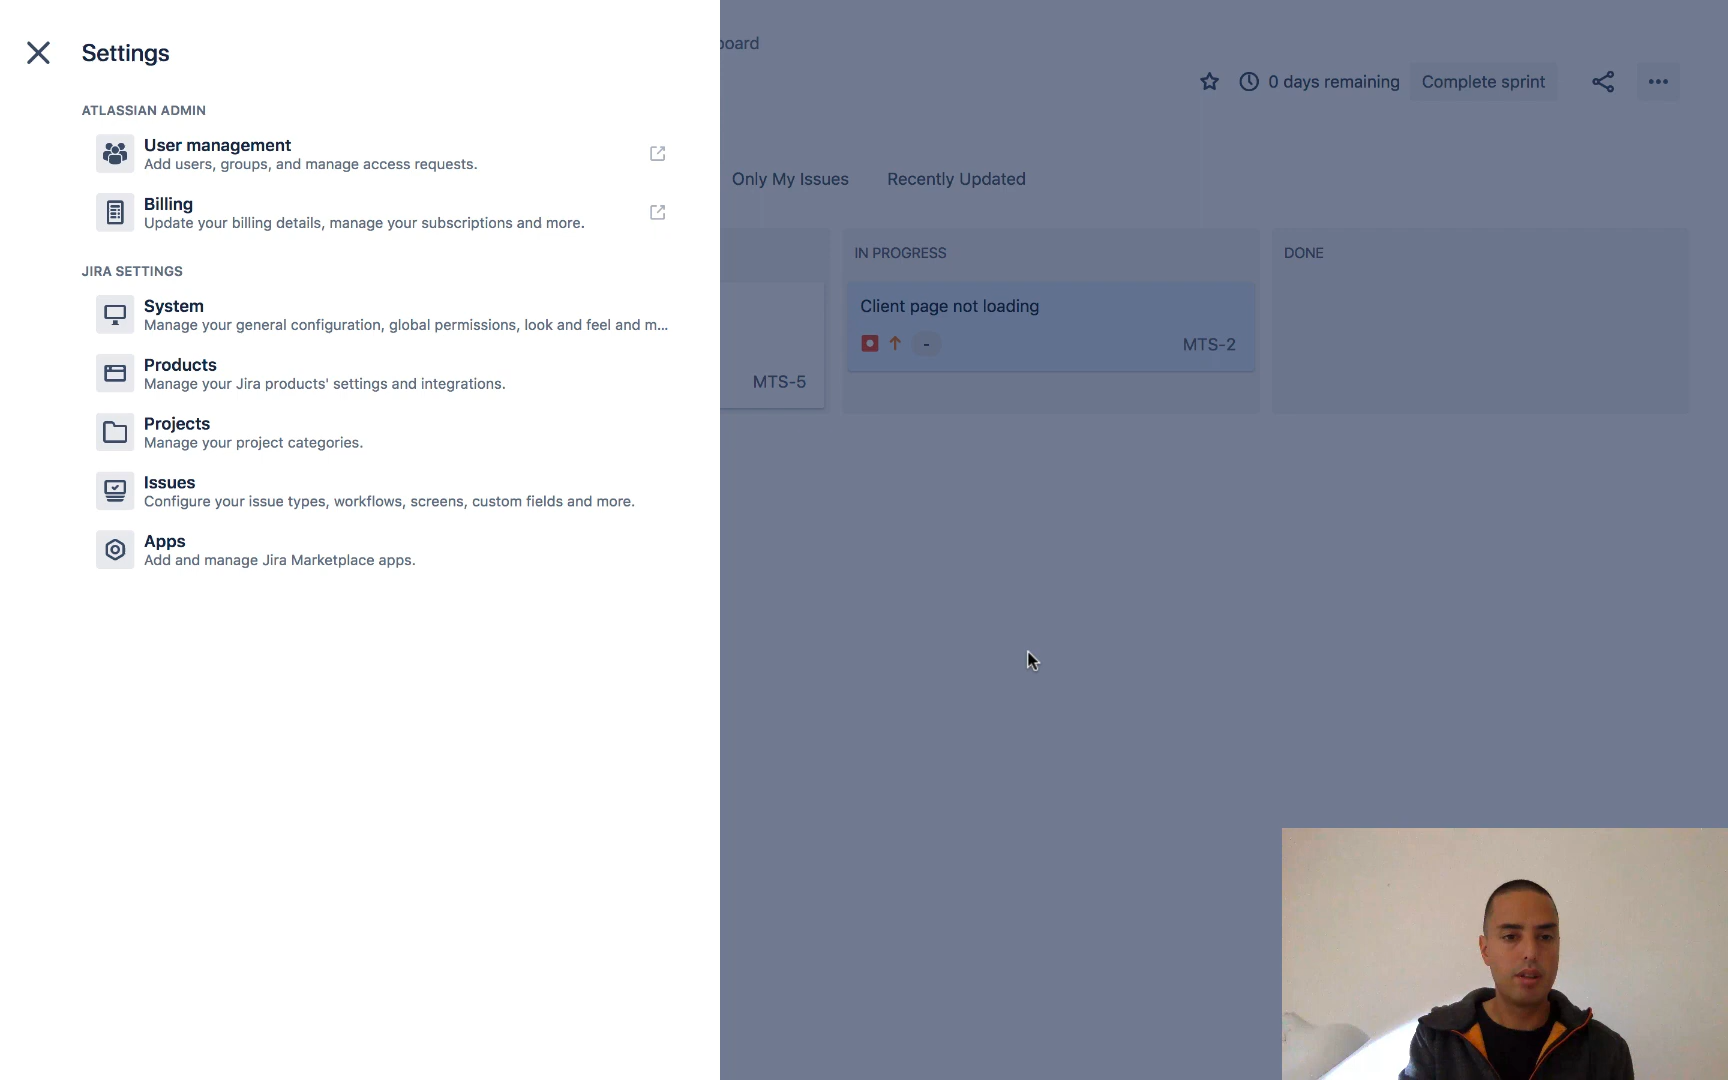 Settings
ATLASSIAN ADMIN
User management
Add users, groups, and manage access requests.
Billing
Update your billing details, manage your subscriptions and more.
JIRA SETTINGS
System
Manage your general configuration, global permissions, look and feel and m...
Products
Manage your Jira products' settings and integrations.
Projects
Manage your project categories.
Issues
Configure your issue types, workflows, screens, custom fields and more.
Apps
Add and manage Jira Marketplace apps.
board
0 days remaining
Complete sprint
Only My Issues
Recently Updated
IN PROGRESS
DONE
Client page not loading
-
MTS-2
MTS-5